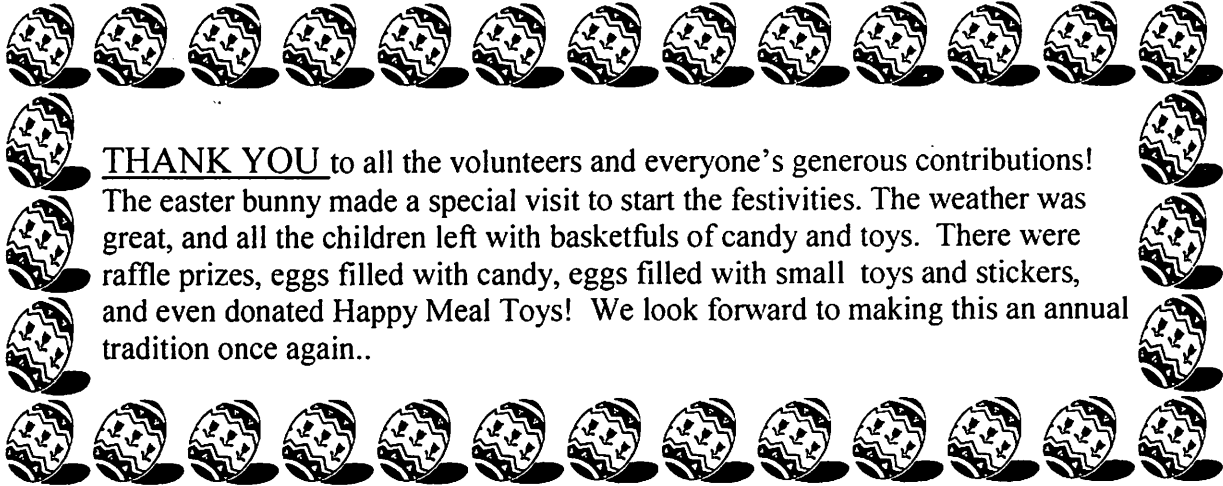 THANK YOU to all the volunteers and everyone's generous contributions!
The easter bunny made a special visit to start the festivities. The weather was
great, and all the children left with basketfuls of candy and toys. There were
raffle prizes, eggs filled with candy, eggs filled with small toys and stickers,
and even donated Happy Meal Toys! We look forward to making this an annual
tradition once again..